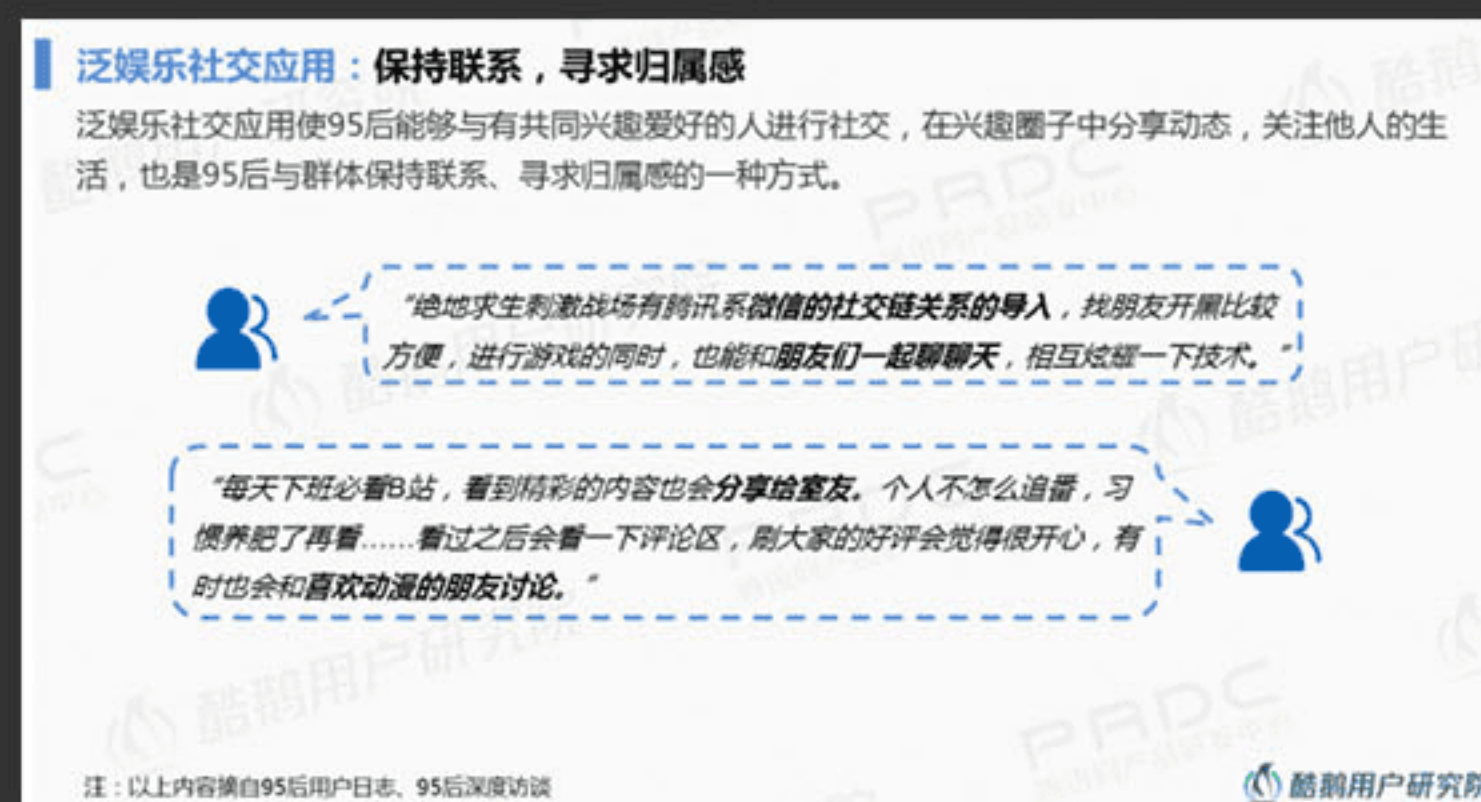 泛娱乐社交应用：保持联系，寻求归属感
泛娱乐社交应用使95后能够与有共同兴趣爱好的人进行社交，在兴趣圈子中分享动态，关注他人的生
活，也是95后与群体保持联系、寻求归属感的一种方式。
“绝地求生刺激战场有腾讯系微信的社交链关系的导入，找朋友开黑比较
方便，进行游戏的同时，也能和朋友们一起聊聊天，相互炫耀一下技术。”
“每天下班必看B站，看到精彩的内容也会分享给室友。个人不怎么追番，习
惯养肥了再看……看过之后会看一下评论区，刷大家的好评会觉得很开心，有
时也会和喜欢动漫的朋友讨论。”
注：以上内容摘自95后用户日志、95后深度访谈
酷鹅用户研究院
酷鹅用户研究院
PRDC
PRDC